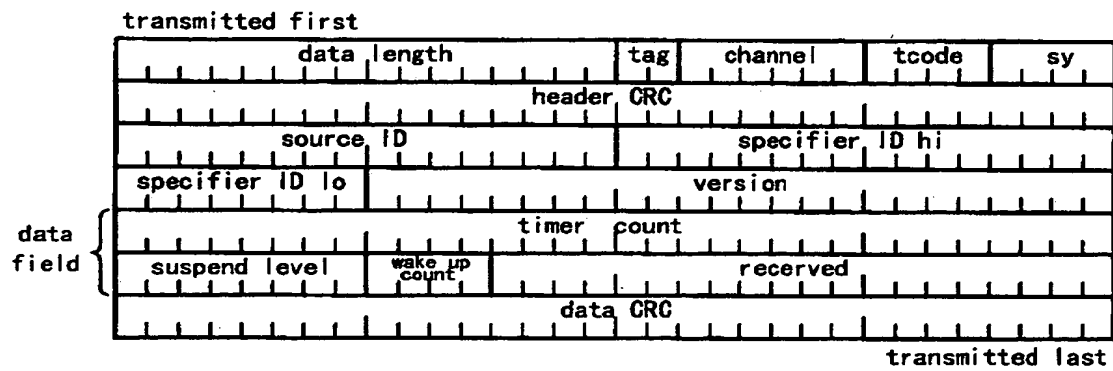 transmitted first
data length tag channel tcode sy
header CRC
source ID specifier ID hi
specifier ID lo version
data field
timer count
suspend level wake up count recerved
data CRC
transmitted last